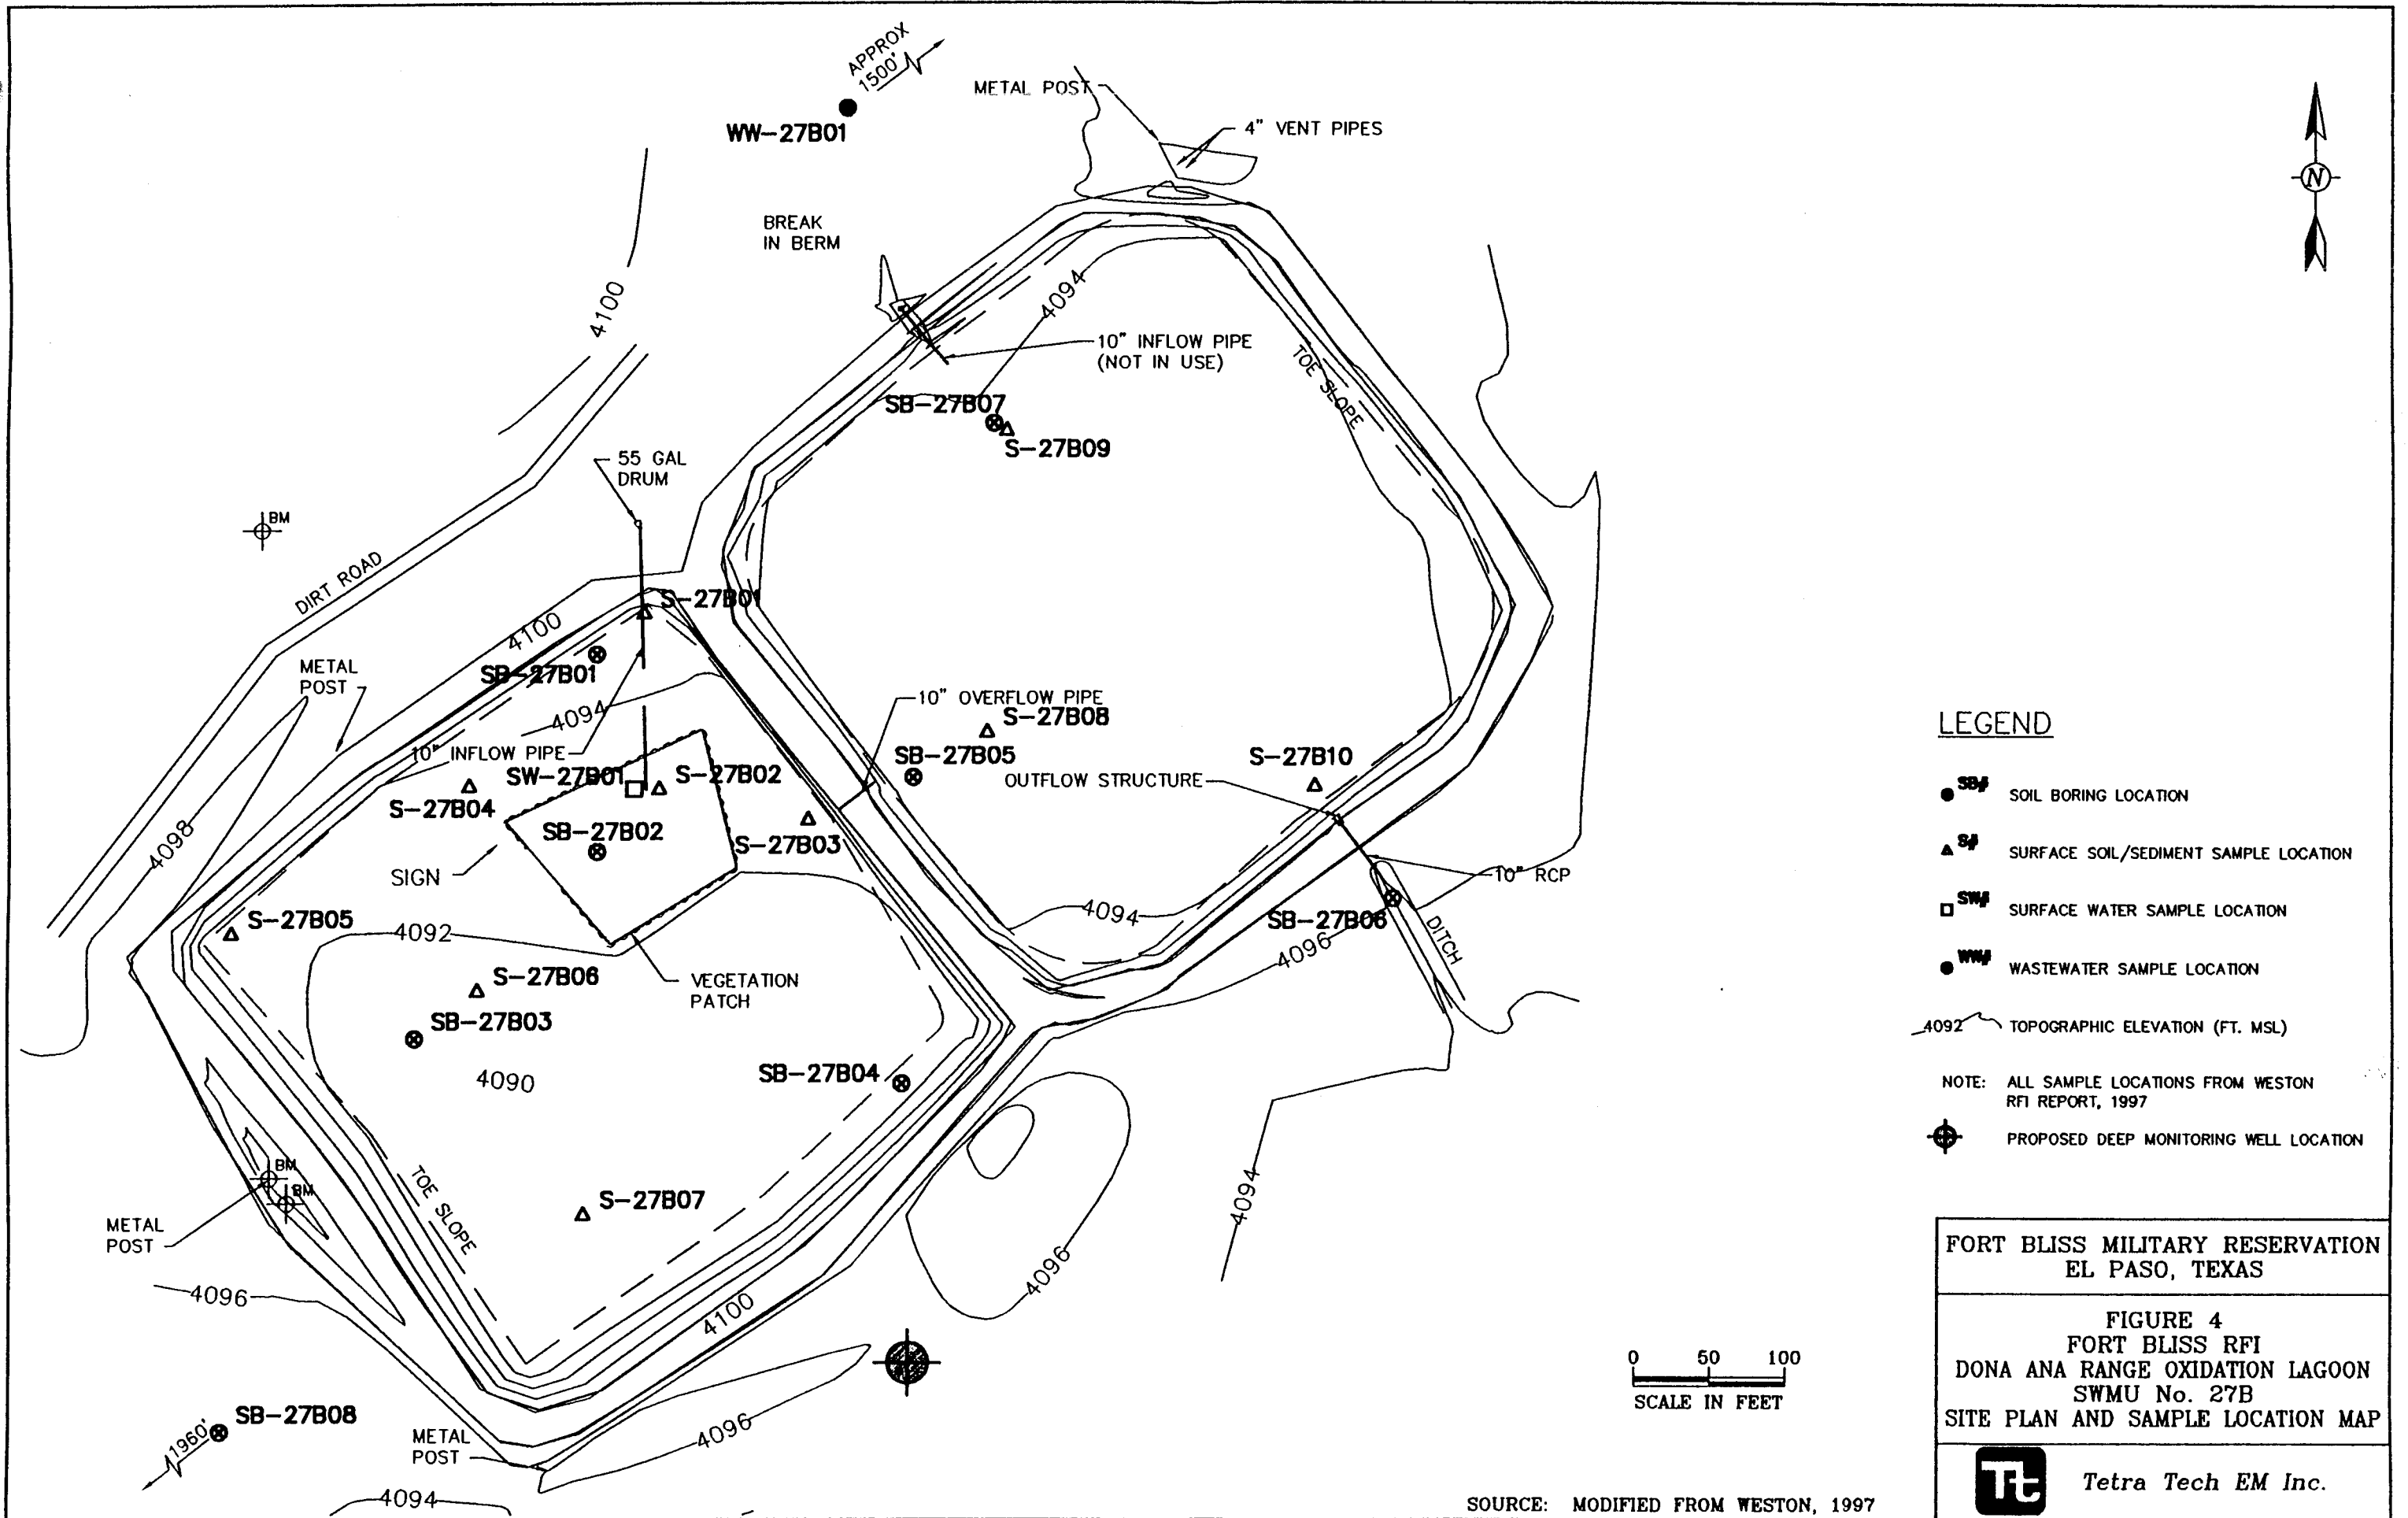 APPROX
1500'
WW-27B01
METAL POST
4" VENT PIPES
N
BREAK
IN BERM
4100
4094
10" INFLOW PIPE
(NOT IN USE)
TOE SLOPE
SB-27B07
S-27B09
55 GAL
DRUM
BM
DIRT ROAD
S-27B01
4100
SB-27B01
METAL
POST
4094
10" OVERFLOW PIPE
S-27B08
10" INFLOW PIPE
SW-27B01
S-27B02
SB-27B05
S-27B10
OUTFLOW STRUCTURE
S-27B04
SB-27B02
S-27B03
4098
SIGN
10" RCP
S-27B05
4092
4094
SB-27B06
4096
DITCH
S-27B06
VEGETATION
PATCH
SB-27B03
4090
SB-27B04
BM
BM
TOE SLOPE
S-27B07
METAL
POST
4094
4096
4096
4100
SB-27B08
1960'
METAL
POST
4096
4094
LEGEND
SB# SOIL BORING LOCATION
S# SURFACE SOIL/SEDIMENT SAMPLE LOCATION
SW# SURFACE WATER SAMPLE LOCATION
WW# WASTEWATER SAMPLE LOCATION
4092 TOPOGRAPHIC ELEVATION (FT. MSL)
NOTE: ALL SAMPLE LOCATIONS FROM WESTON
RFI REPORT, 1997
PROPOSED DEEP MONITORING WELL LOCATION
0 50 100
SCALE IN FEET
FORT BLISS MILITARY RESERVATION
EL PASO, TEXAS
FIGURE 4
FORT BLISS RFI
DONA ANA RANGE OXIDATION LAGOON
SWMU No. 27B
SITE PLAN AND SAMPLE LOCATION MAP
Tt
Tetra Tech EM Inc.
SOURCE: MODIFIED FROM WESTON, 1997